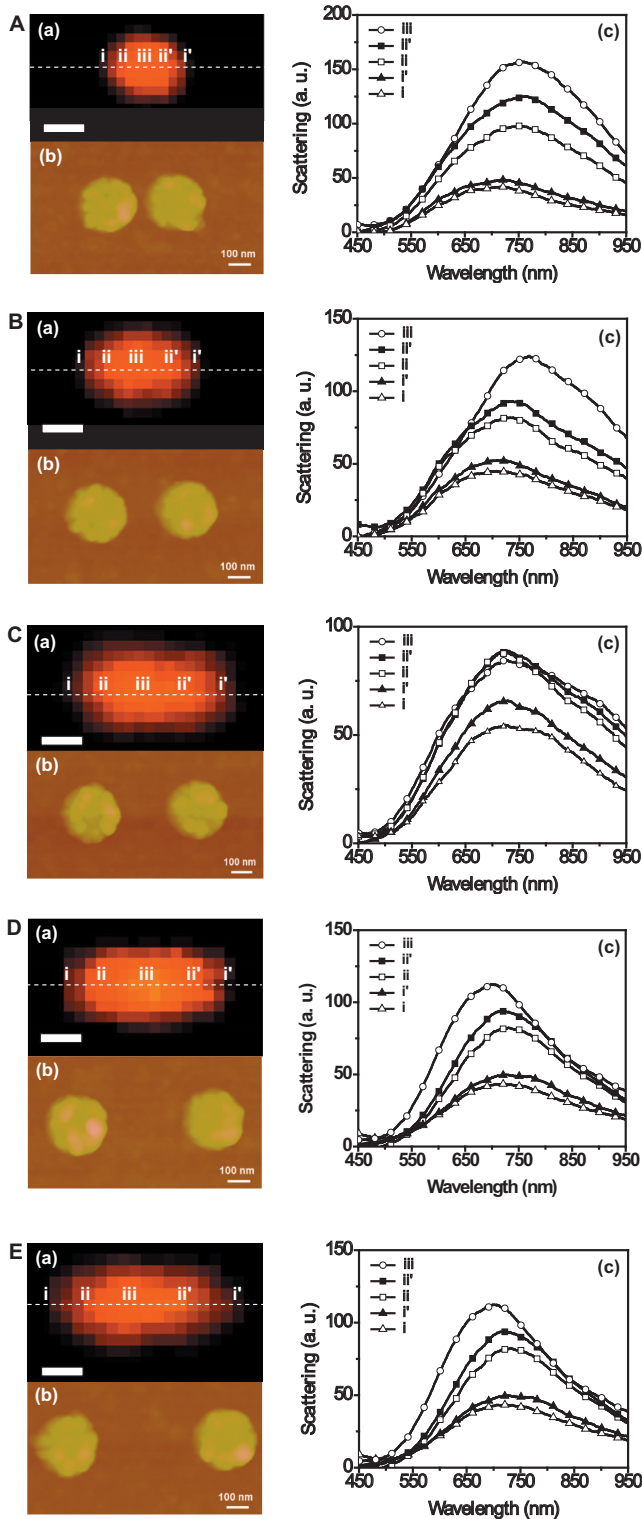 A
(a)
i ii iii ii' i'
(b)
100 nm
(c)
iii
ii'
ii
i'
i
Scattering (a. u.)
200
150
100
50
0
450 550 650 750 850 950
Wavelength (nm)
B
(a)
i ii iii ii' i'
(b)
100 nm
(c)
iii
ii'
ii
i'
i
Scattering (a. u.)
150
100
50
0
450 550 650 750 850 950
Wavelength (nm)
C
(a)
i ii iii ii' i'
(b)
100 nm
(c)
iii
ii'
ii
i'
i
Scattering (a. u.)
100
50
0
450 550 650 750 850 950
Wavelength (nm)
D
(a)
i ii iii ii' i'
(b)
100 nm
(c)
iii
ii'
ii
i'
i
Scattering (a. u.)
150
100
50
0
450 550 650 750 850 950
Wavelength (nm)
E
(a)
i ii iii ii' i'
(b)
100 nm
(c)
iii
ii'
ii
i'
i
Scattering (a. u.)
150
100
50
0
450 550 650 750 850 950
Wavelength (nm)